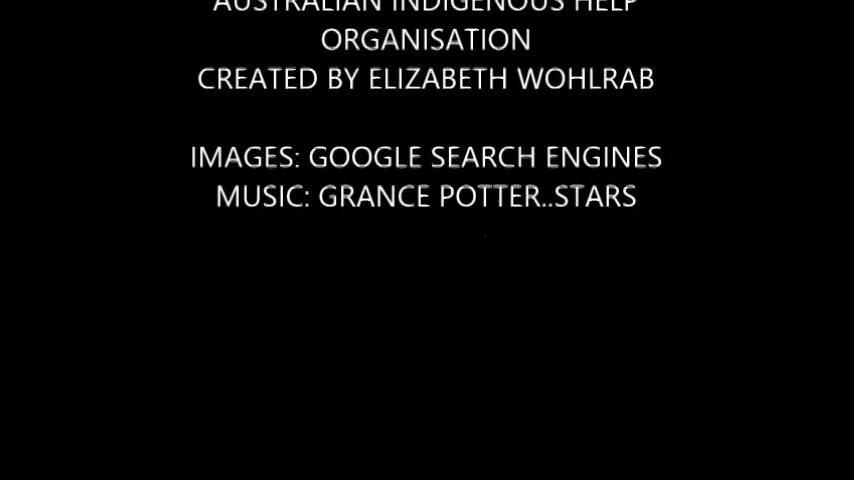 AUSTRALIAN INDIGENOUS HELP
ORGANISATION
CREATED BY ELIZABETH WOHLRAB
IMAGES: GOOGLE SEARCH ENGINES
MUSIC: GRANCE POTTER..STARS